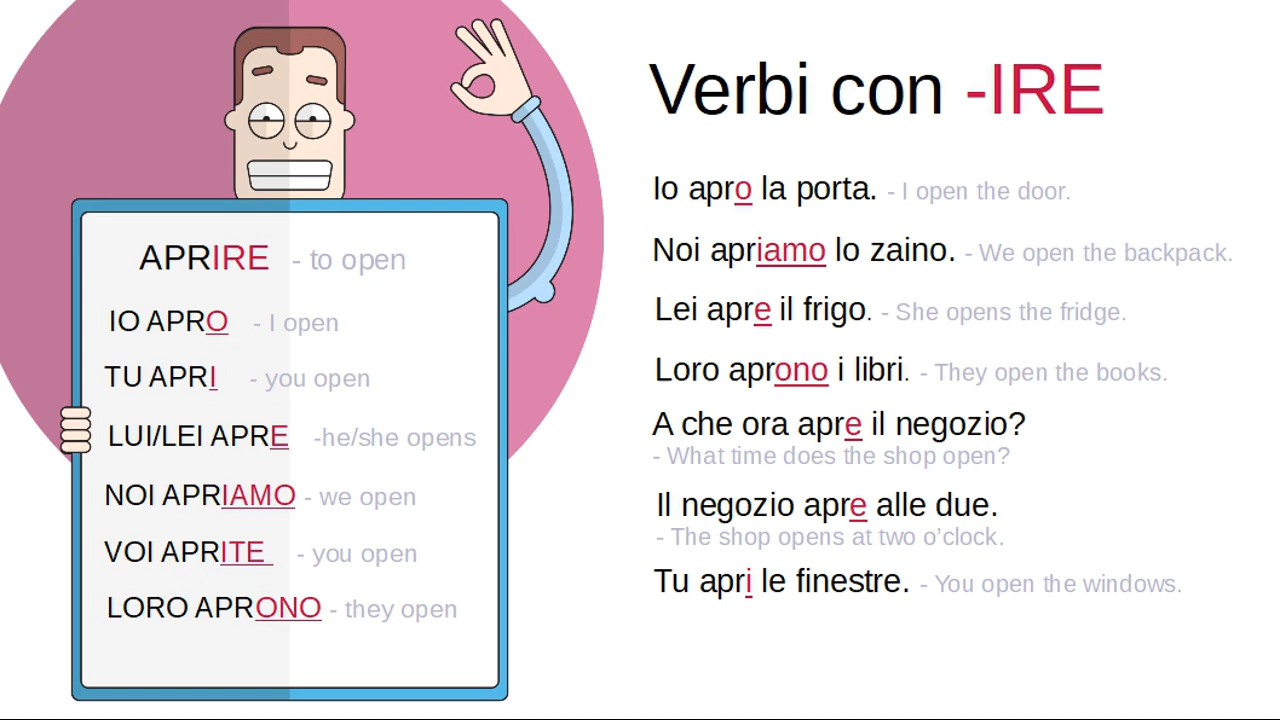 Verbi con -IRE
APRIRE - to open
IO APRO - I open
TU APRI - you open
LUI/LEI APRE -he/she opens
NOI APRIAMO - we open
VOI APRITE - you open
LORO APRONO - they open
Io apro la porta. - I open the door.
Noi apriamo lo zaino. - We open the backpack.
Lei apre il frigo. - She opens the fridge.
Loro aprono i libri. - They open the books.
A che ora apre il negozio?
- What time does the shop open?
Il negozio apre alle due.
- The shop opens at two o’clock.
Tu apri le finestre. - You open the windows.